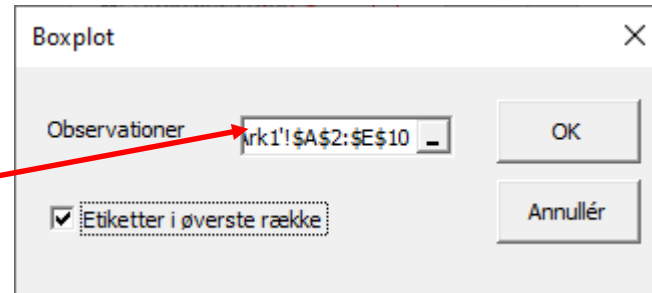 Boxplot
Observationer
Ark1'!$A$2:$E$10
OK
Etiketter i øverste række
Annullér